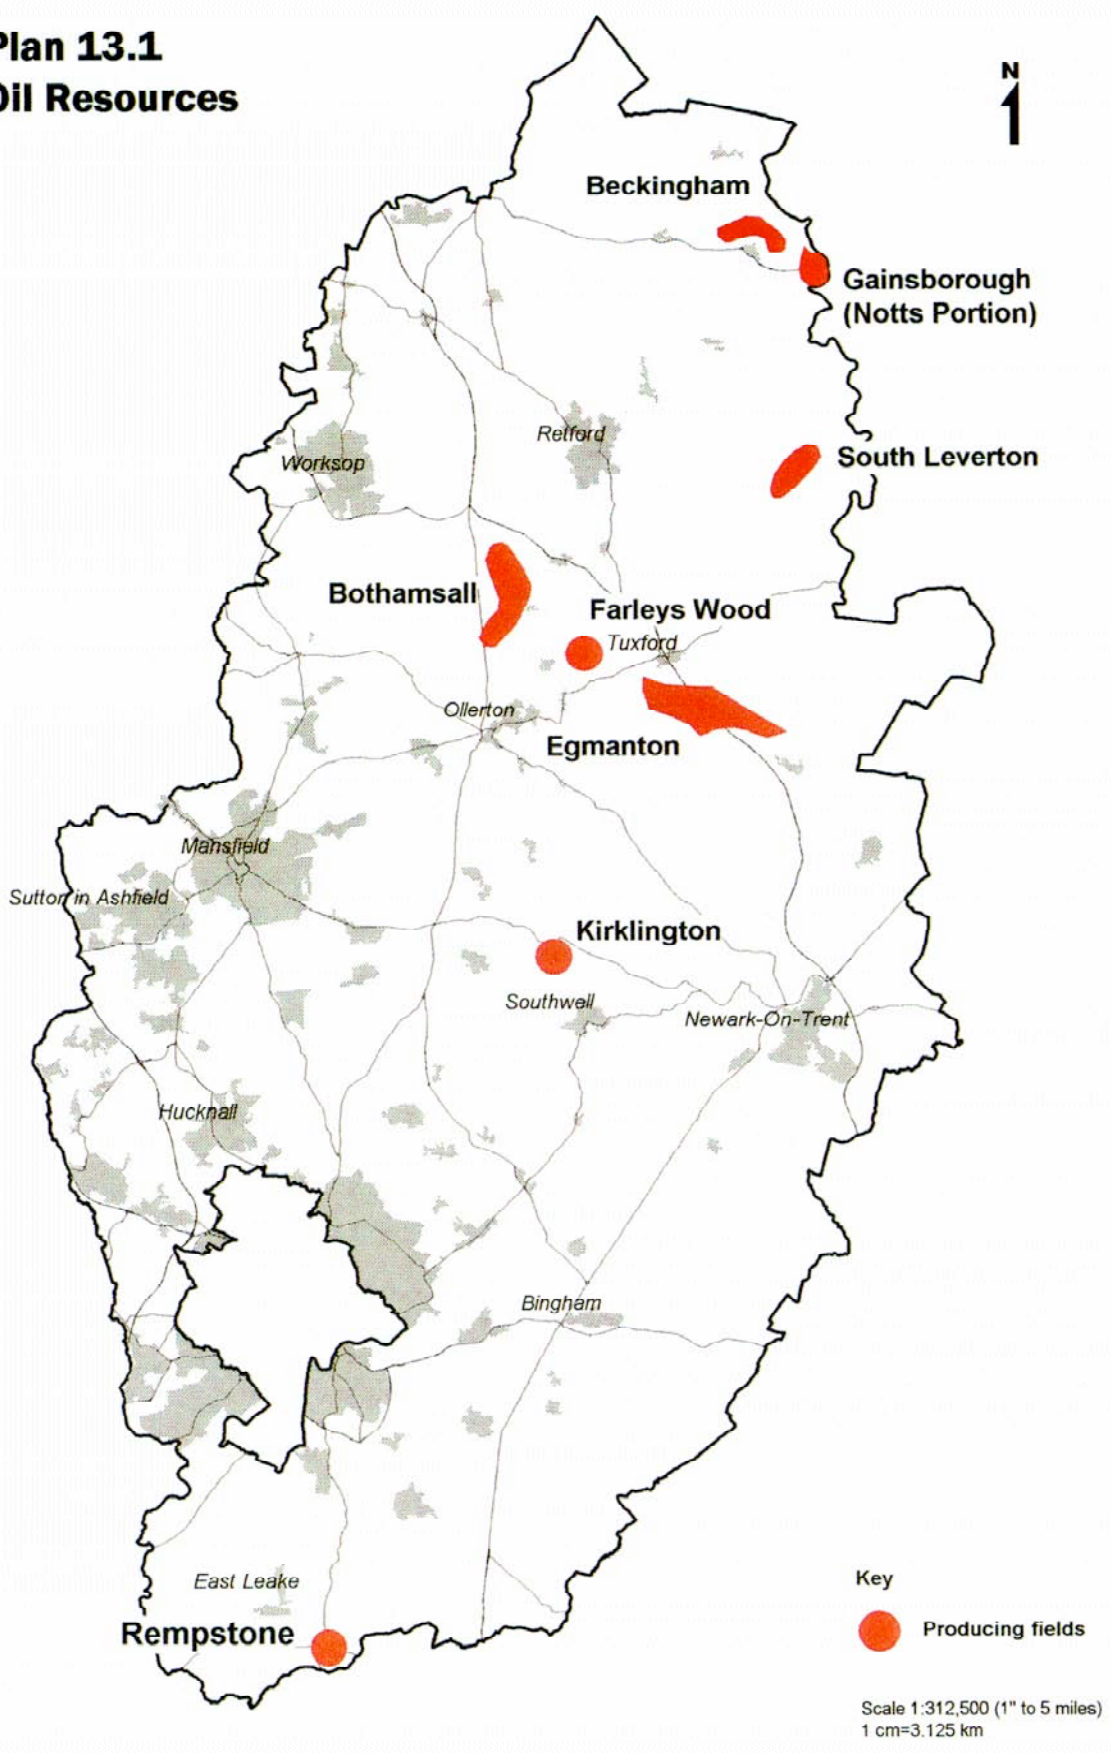 Plan 13.1
Oil Resources
N
Beckingham
Gainsborough
(Notts Portion)
Retford
South Leverton
Worksop
Bothamsall
Farleys Wood
Tuxford
Ollerton
Egmanton
Mansfield
Sutton in Ashfield
Kirklington
Southwell
Newark-On-Trent
Hucknall
Bingham
East Leake
Rempstone
Key
Producing fields
Scale 1:312,500 (1" to 5 miles)
1 cm=3.125 km